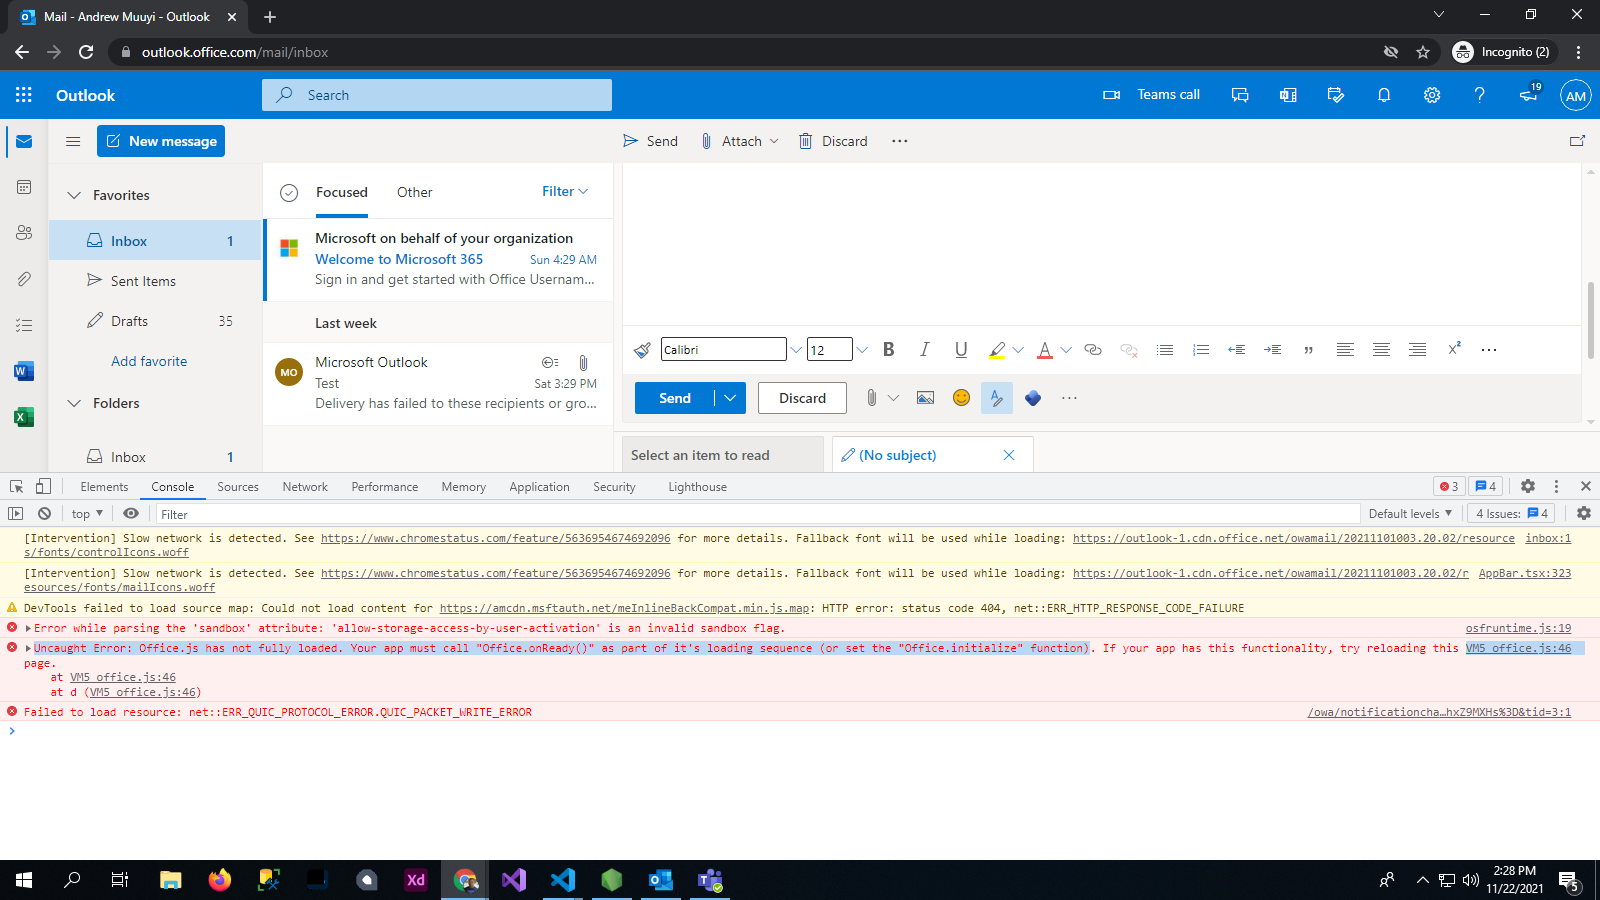 Mail - Andrew Muuyi - Outlook
outlook.office.com/mail/inbox
Incognito (2)
Outlook
Search
Teams call
19
AM
New message
Send
Attach
Discard
Favorites
Inbox 1
Sent Items
Drafts 35
Add favorite
Folders
Inbox 1
Focused
Other
Filter
Microsoft on behalf of your organization
Welcome to Microsoft 365
Sun 4:29 AM
Sign in and get started with Office Usernam...
Last week
MO
Microsoft Outlook
Test
Sat 3:29 PM
Delivery has failed to these recipients or gro...
Calibri
12
B I U
Send
Discard
Select an item to read
(No subject)
Elements Console Sources Network Performance Memory Application Security Lighthouse
3
4
top
Filter
Default levels
4 Issues: 4
[Intervention] Slow network is detected. See https://www.chromestatus.com/feature/5636954674692096 for more details. Fallback font will be used while loading: https://outlook-1.cdn.office.net/owamail/20211101003.20.02/resource inbox:1
s/fonts/controlIcons.woff
[Intervention] Slow network is detected. See https://www.chromestatus.com/feature/5636954674692096 for more details. Fallback font will be used while loading: https://outlook-1.cdn.office.net/owamail/20211101003.20.02/r AppBar.tsx:323
esources/fonts/mailIcons.woff
DevTools failed to load source map: Could not load content for https://amcdn.msftauth.net/meInlineBackCompat.min.js.map: HTTP error: status code 404, net::ERR_HTTP_RESPONSE_CODE_FAILURE
Error while parsing the 'sandbox' attribute: 'allow-storage-access-by-user-activation' is an invalid sandbox flag. osfruntime.js:19
Uncaught Error: Office.js has not fully loaded. Your app must call "Office.onReady()" as part of it's loading sequence (or set the "Office.initialize" function). If your app has this functionality, try reloading this VM5 office.js:46
page.
at VM5 office.js:46
at d (VM5 office.js:46)
Failed to load resource: net::ERR_QUIC_PROTOCOL_ERROR.QUIC_PACKET_WRITE_ERROR /owa/notificationcha…hxZ9MXHs%3D&tid=3:1
Xd
2:28 PM
11/22/2021
5